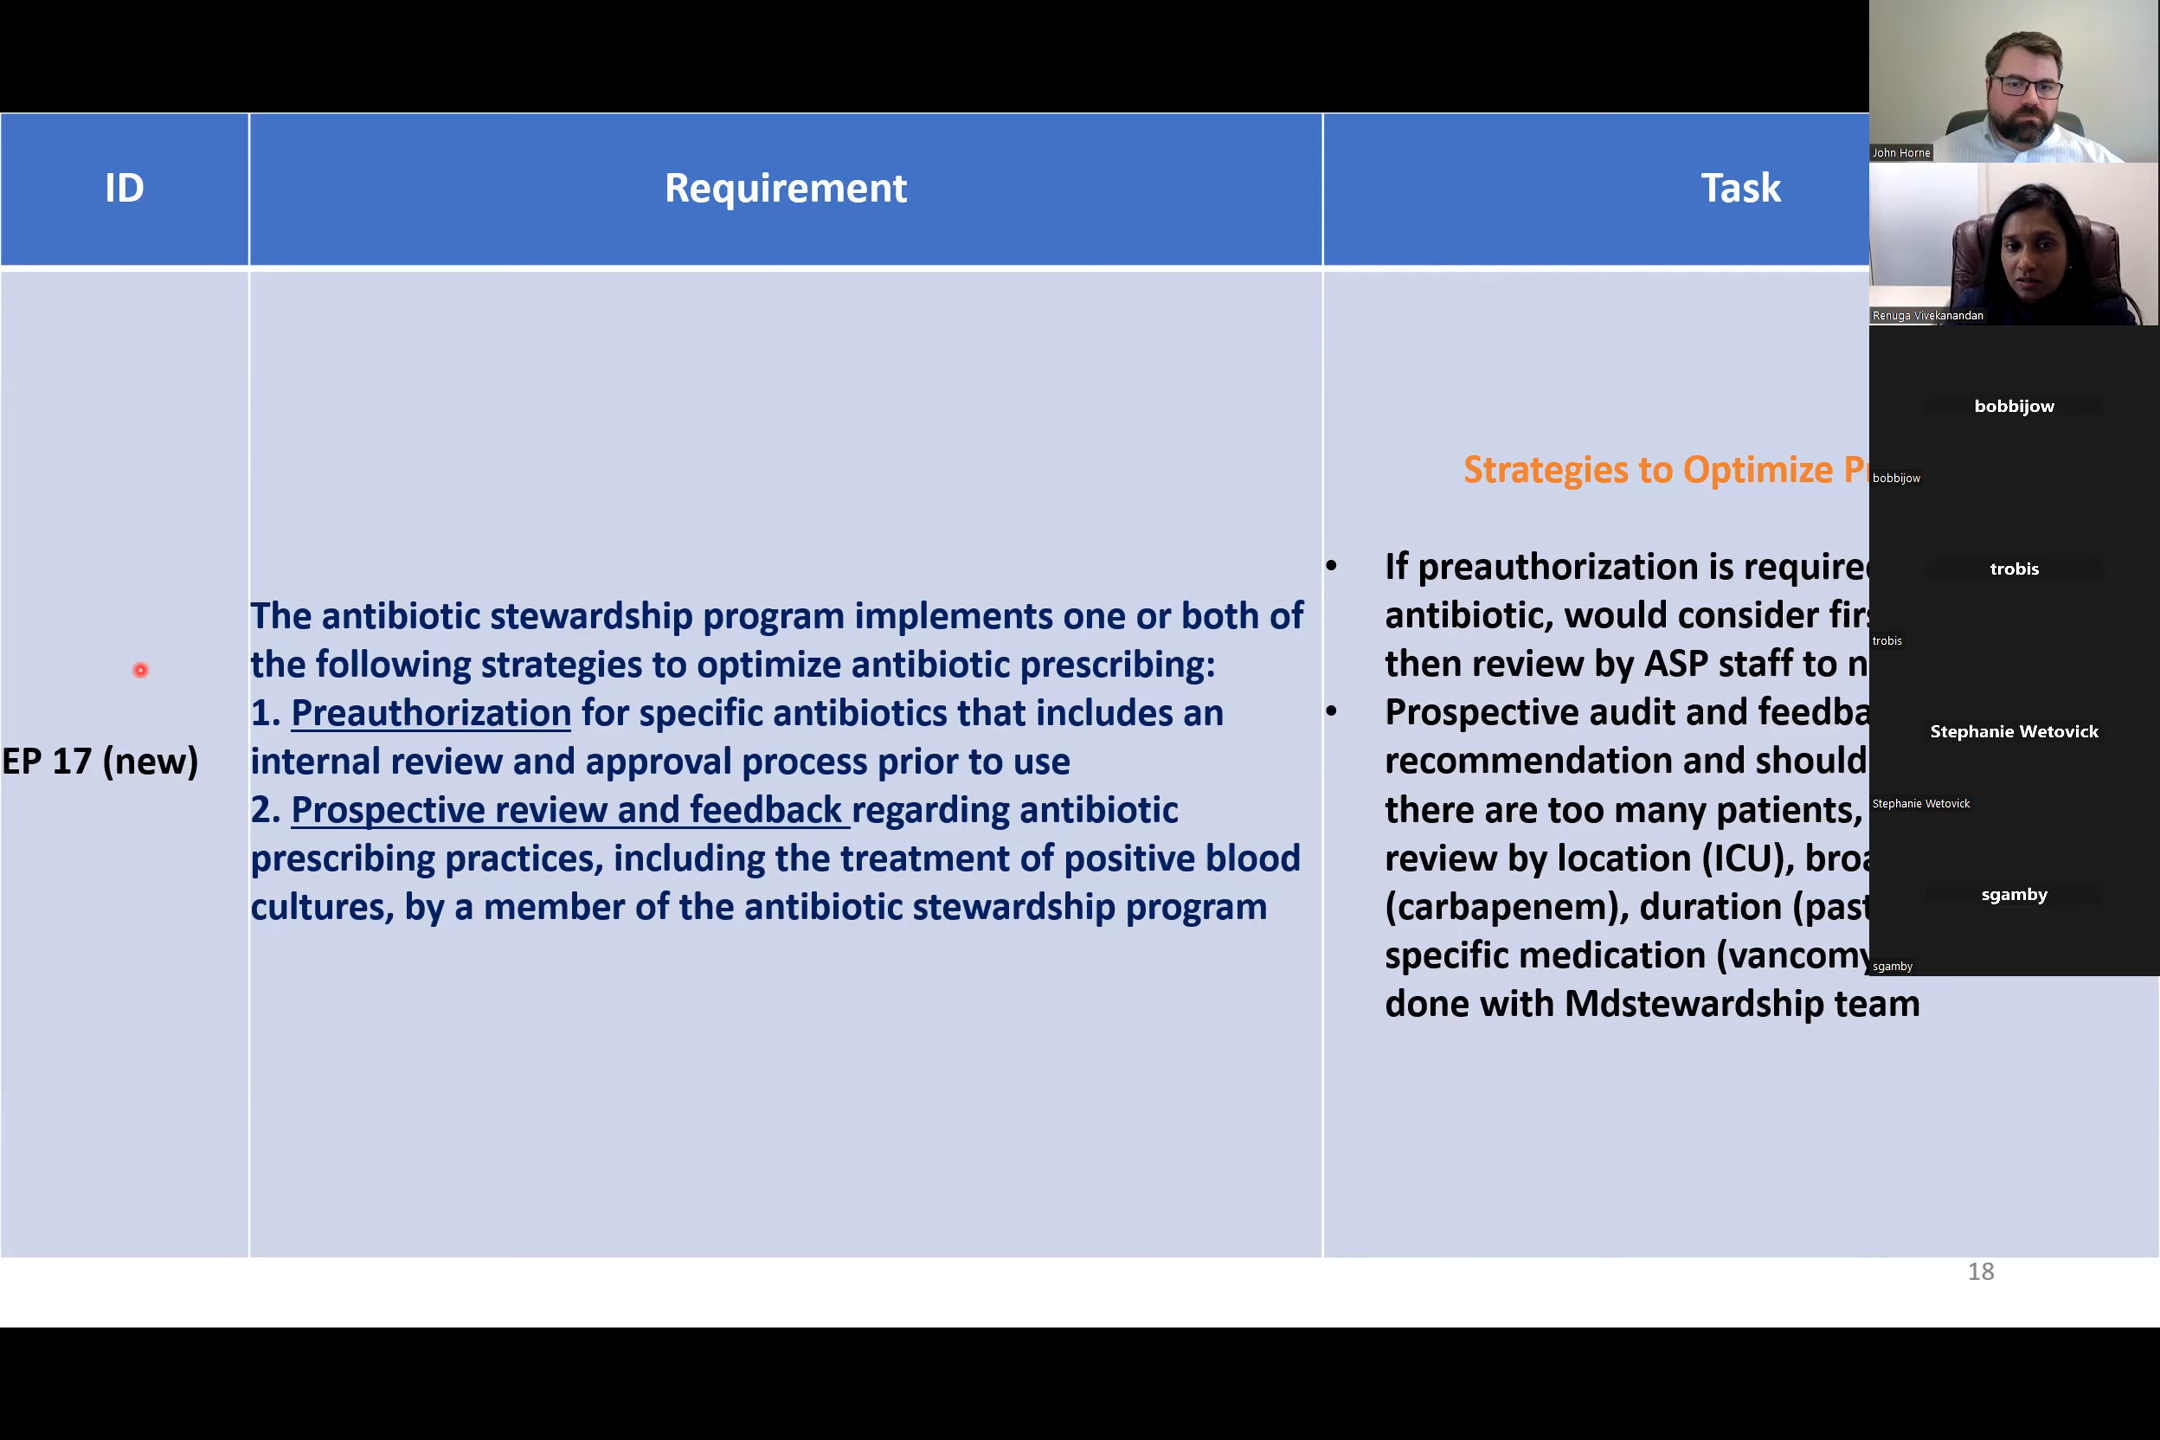 ID
Requirement
Task
EP 17 (new)
The antibiotic stewardship program implements one or both of
the following strategies to optimize antibiotic prescribing:
1. Preauthorization for specific antibiotics that includes an
internal review and approval process prior to use
2. Prospective review and feedback regarding antibiotic
prescribing practices, including the treatment of positive blood
cultures, by a member of the antibiotic stewardship program
Strategies to Optimize
• If preauthorization is required
antibiotic, would consider
then review by ASP staff to
• Prospective audit and
recommendation and should
there are too many patients,
review by location (ICU),
(carbapenem), duration (past
specific medication
done with Mdstewardship team
18
John Horne
Renuga Vivekanandan
bobbijow
bobbijow
trobis
trobis
Stephanie Wetovick
Stephanie Wetovick
sgamby
sgamby